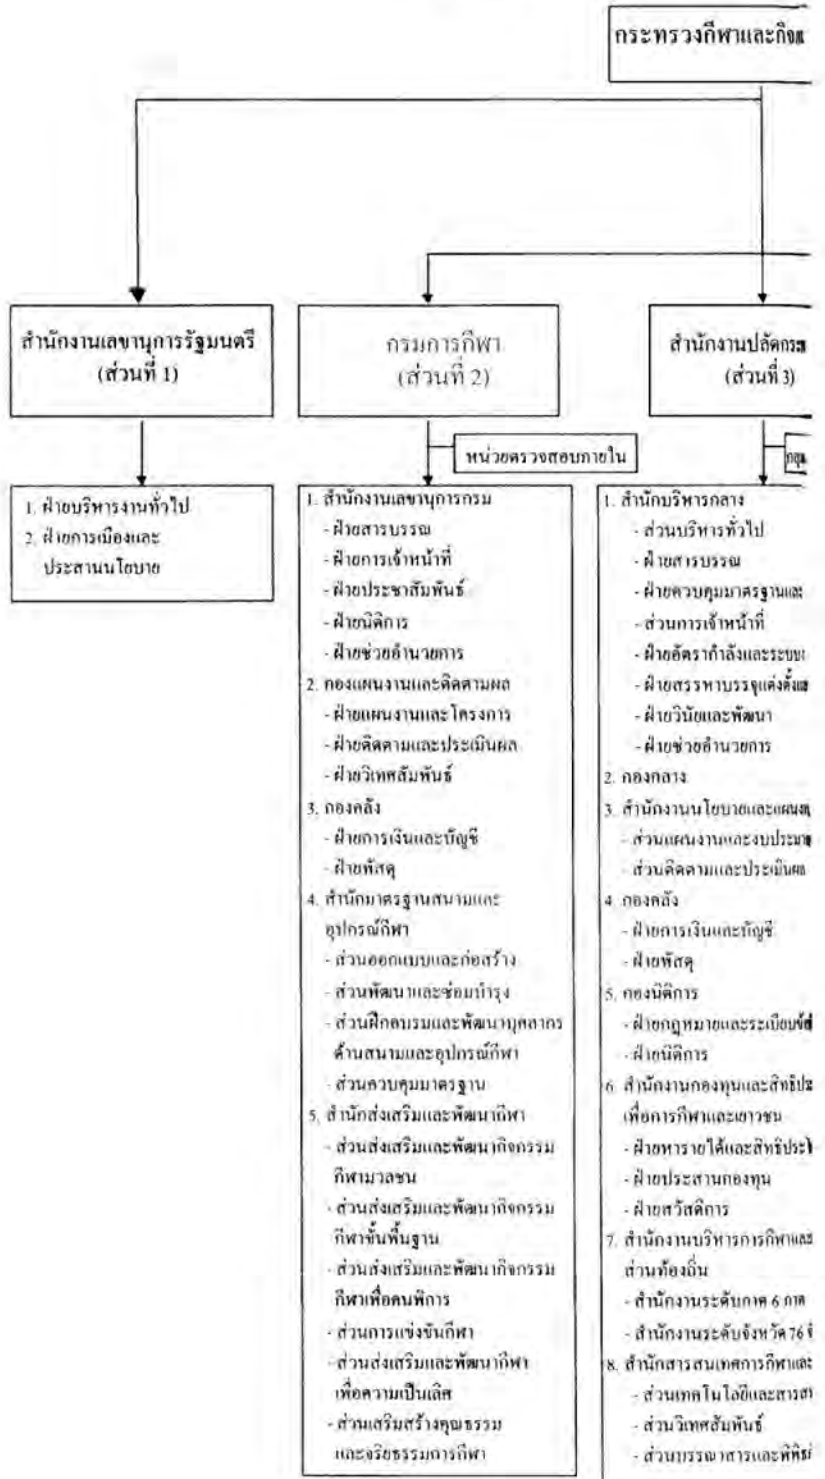 กระทรวงกีฬาและกิจ
สำนักงานเลขานุการรัฐมนตรี
(ส่วนที่ 1)
กรมการกีฬา
(ส่วนที่ 2)
สำนักงานปลัดกระ
(ส่วนที่ 3)
หน่วยตรวจสอบภายใน
กลุ่ม
1. ฝ่ายบริหารงานทั่วไป
2. ฝ่ายการเมืองและ
ประสานนโยบาย
1. สำนักงานเลขานุการกรม
- ฝ่ายสารบรรณ
- ฝ่ายการเจ้าหน้าที่
- ฝ่ายประชาสัมพันธ์
- ฝ่ายนิติการ
- ฝ่ายช่วยอำนวยการ
2. กองแผนงานและติดตามผล
- ฝ่ายแผนงานและโครงการ
- ฝ่ายติดตามและประเมินผล
- ฝ่ายวิเทศสัมพันธ์
3. กองคลัง
- ฝ่ายการเงินและบัญชี
- ฝ่ายพัสดุ
4. สำนักมาตรฐานสนามและ
อุปกรณ์กีฬา
- ส่วนออกแบบและก่อสร้าง
- ส่วนพัฒนาและซ่อมบำรุง
- ส่วนฝึกอบรมและพัฒนาบุคลากร
ด้านสนามและอุปกรณ์กีฬา
- ส่วนควบคุมมาตรฐาน
5. สำนักส่งเสริมและพัฒนากีฬา
- ส่วนส่งเสริมและพัฒนากิจกรรม
กีฬามวลชน
- ส่วนส่งเสริมและพัฒนากิจกรรม
กีฬาขั้นพื้นฐาน
- ส่วนส่งเสริมและพัฒนากิจกรรม
กีฬาเพื่อคนพิการ
- ส่วนการแข่งขันกีฬา
- ส่วนส่งเสริมและพัฒนากีฬา
เพื่อความเป็นเลิศ
- ส่วนเสริมสร้างคุณธรรม
และจริยธรรมการกีฬา
1. สำนักบริหารกลาง
- ส่วนบริหารทั่วไป
- ฝ่ายสารบรรณ
- ฝ่ายควบคุมมาตรฐานและ
- ส่วนการเจ้าหน้าที่
- ฝ่ายอัตรากำลังและระบบ
- ฝ่ายสรรหาบรรจุแต่งตั้ง
- ฝ่ายวินัยและพัฒนา
- ฝ่ายช่วยอำนวยการ
2. กองกลาง
3. สำนักงานนโยบายและแผน
- ส่วนแผนงานและงบประมา
- ส่วนติดตามและประเมินผล
4. กองคลัง
- ฝ่ายการเงินและบัญชี
- ฝ่ายพัสดุ
5. กองนิติการ
- ฝ่ายกฎหมายและระเบียบข้อ
- ฝ่ายนิติการ
6. สำนักงานกองทุนและสิทธิประ
เพื่อการกีฬาและเยาวชน
- ฝ่ายหารายได้และสิทธิประโ
- ฝ่ายประสานกองทุน
- ฝ่ายสวัสดิการ
7. สำนักงานบริหารการกีฬาและ
ส่วนท้องถิ่น
- สำนักงานระดับภาค 6 ภาค
- สำนักงานระดับจังหวัด 76 จั
8. สำนักสารสนเทศการกีฬาและ
- ส่วนเทคโนโลยีและสารส
- ส่วนวิเทศสัมพันธ์
- ส่วนบรรณาสารและพิพิธ